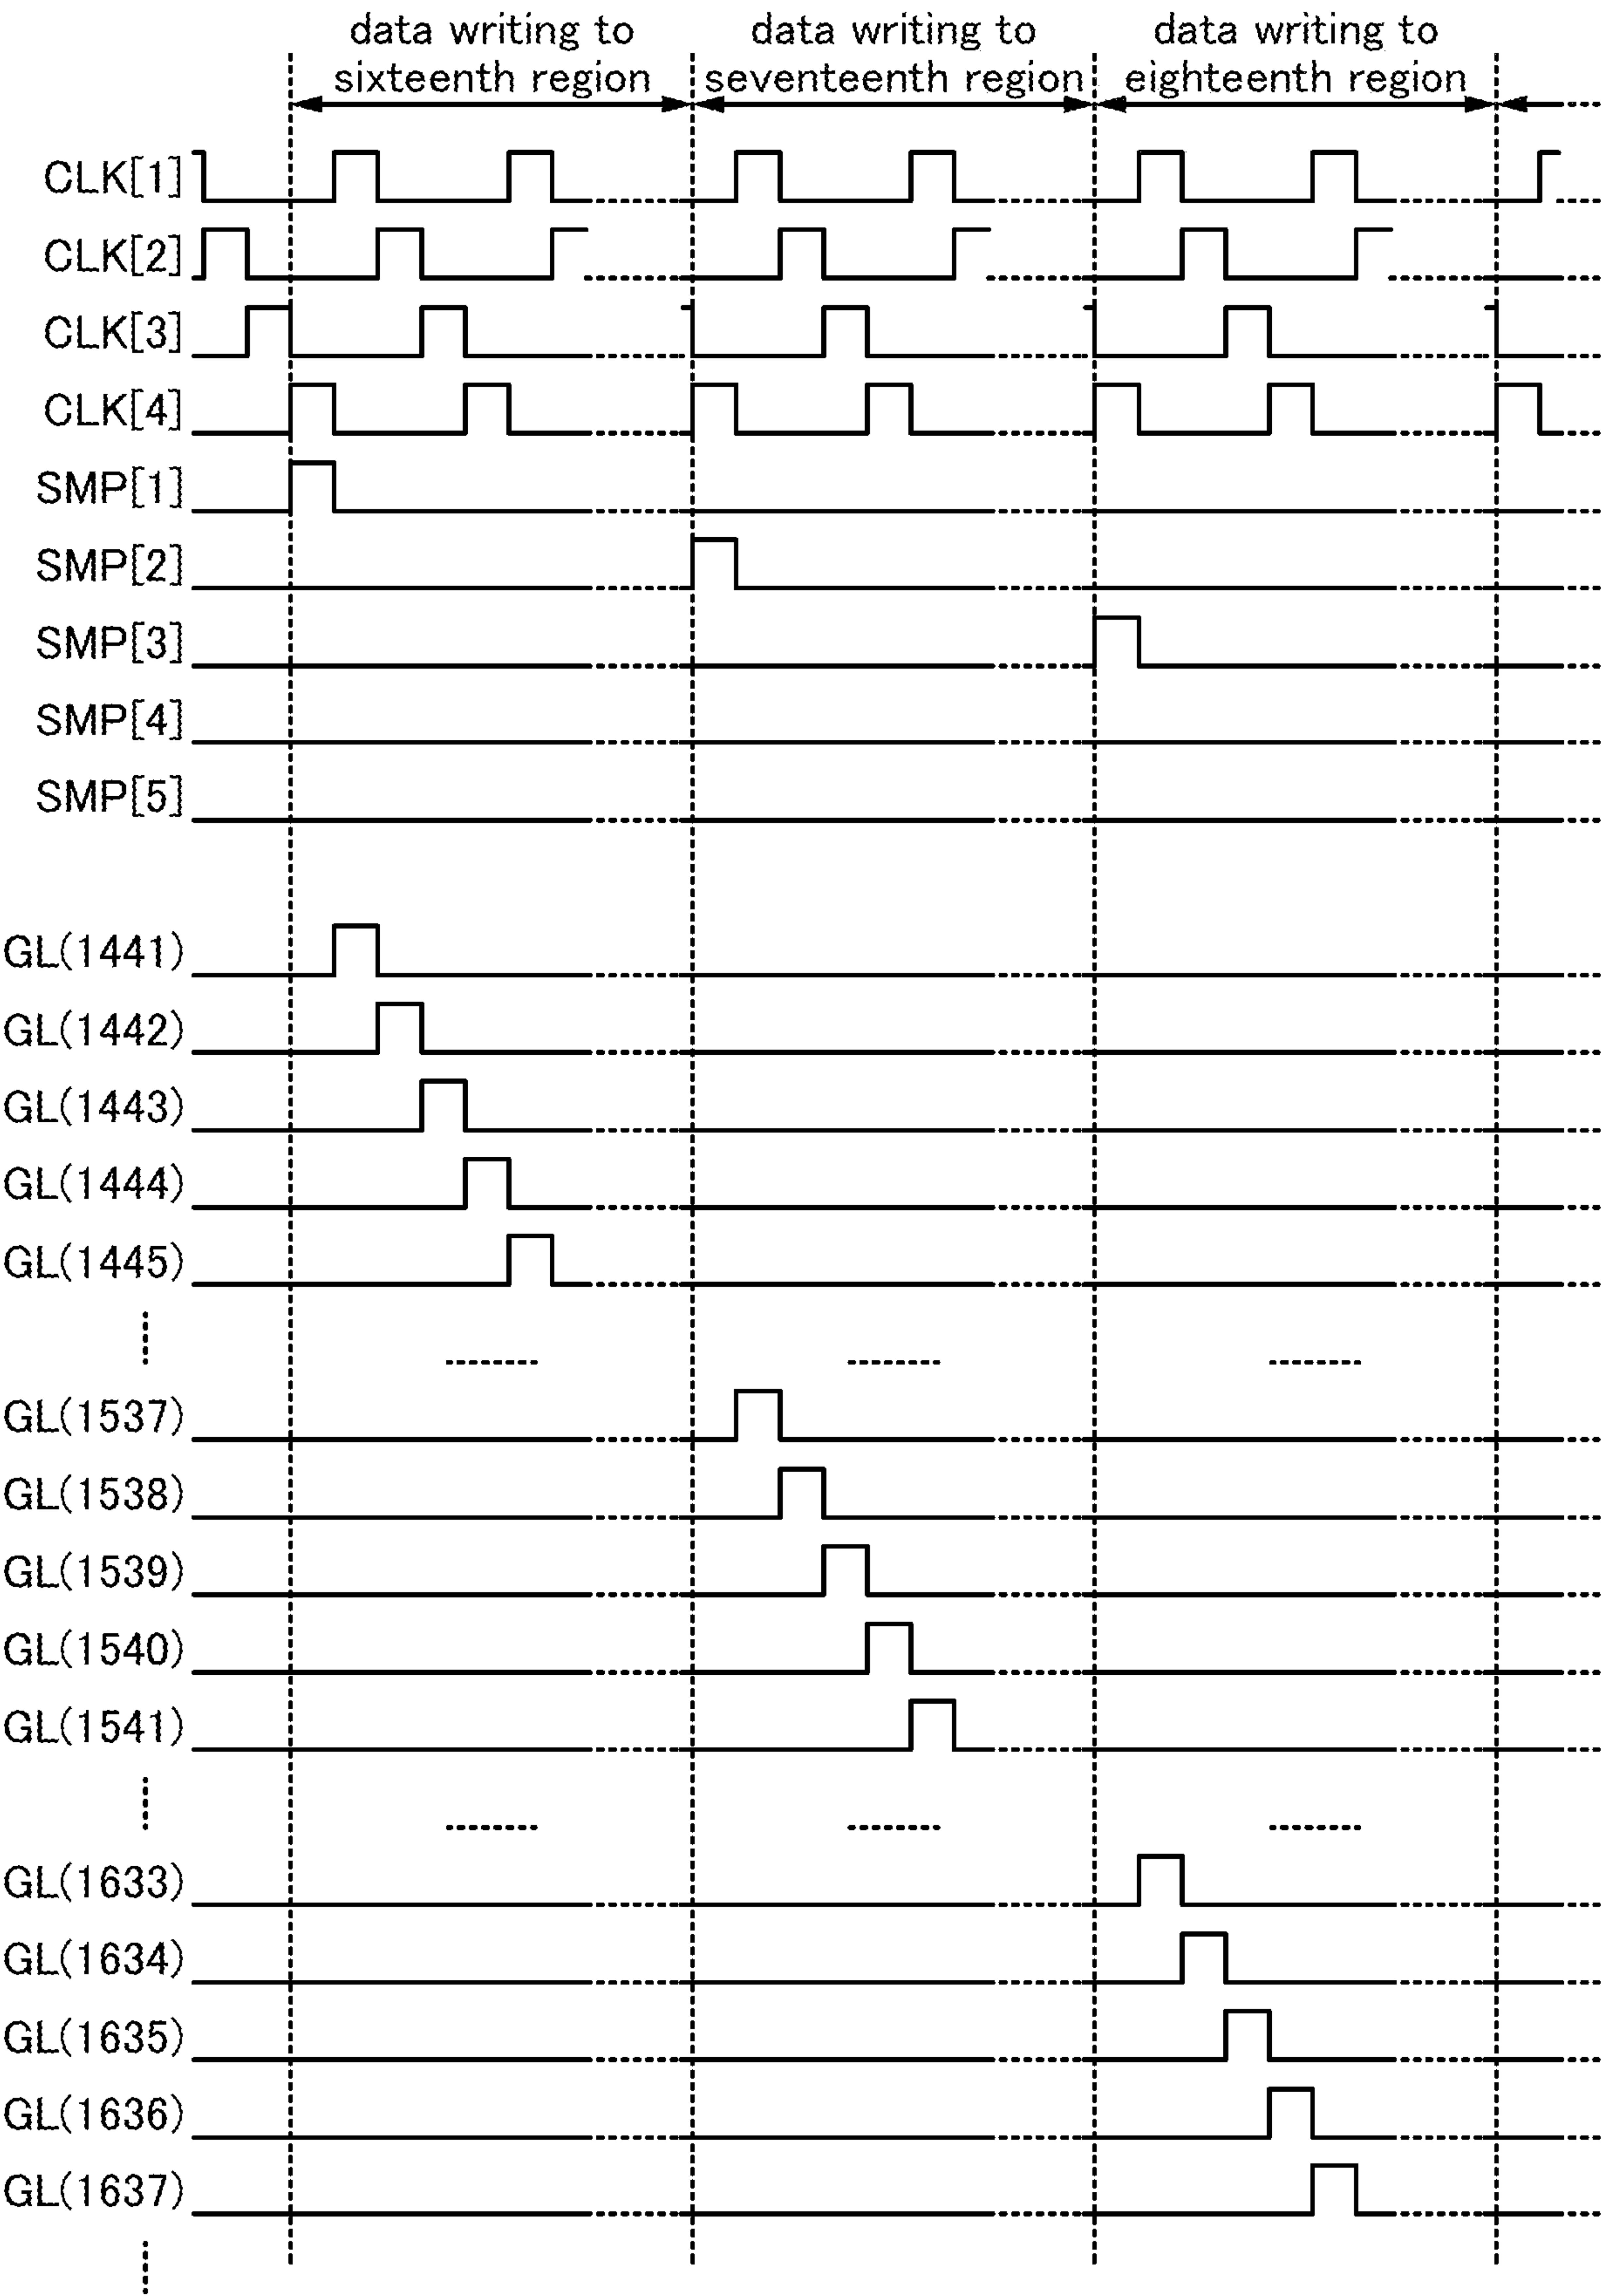 data writing to
sixteenth region
data writing to
seventeenth region
data writing to
eighteenth region
CLK[1]
CLK[2]
CLK[3]
CLK[4]
SMP[1]
SMP[2]
SMP[3]
SMP[4]
SMP[5]
GL(1441)
GL(1442)
GL(1443)
GL(1444)
GL(1445)
GL(1537)
GL(1538)
GL(1539)
GL(1540)
GL(1541)
GL(1633)
GL(1634)
GL(1635)
GL(1636)
GL(1637)